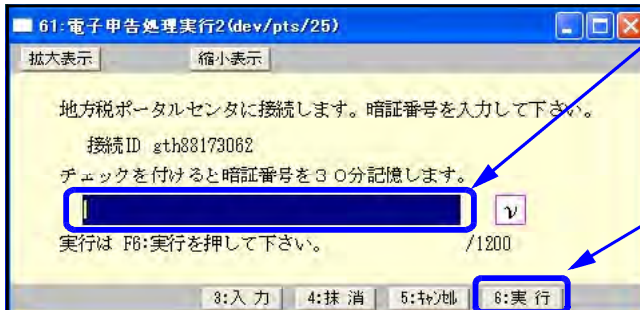 61:電子申告処理実行2(dev/pts/25)
拡大表示 縮小表示
地方税ポータルセンタに接続します。暗証番号を入力して下さい。
接続ID gth88173062
チェックを付けると暗証番号を30分記憶します。
ν
実行は F6:実行を押して下さい。 /1200
3:入 力 4:抹 消 5:ｷｬﾝｾﾙ 6:実 行